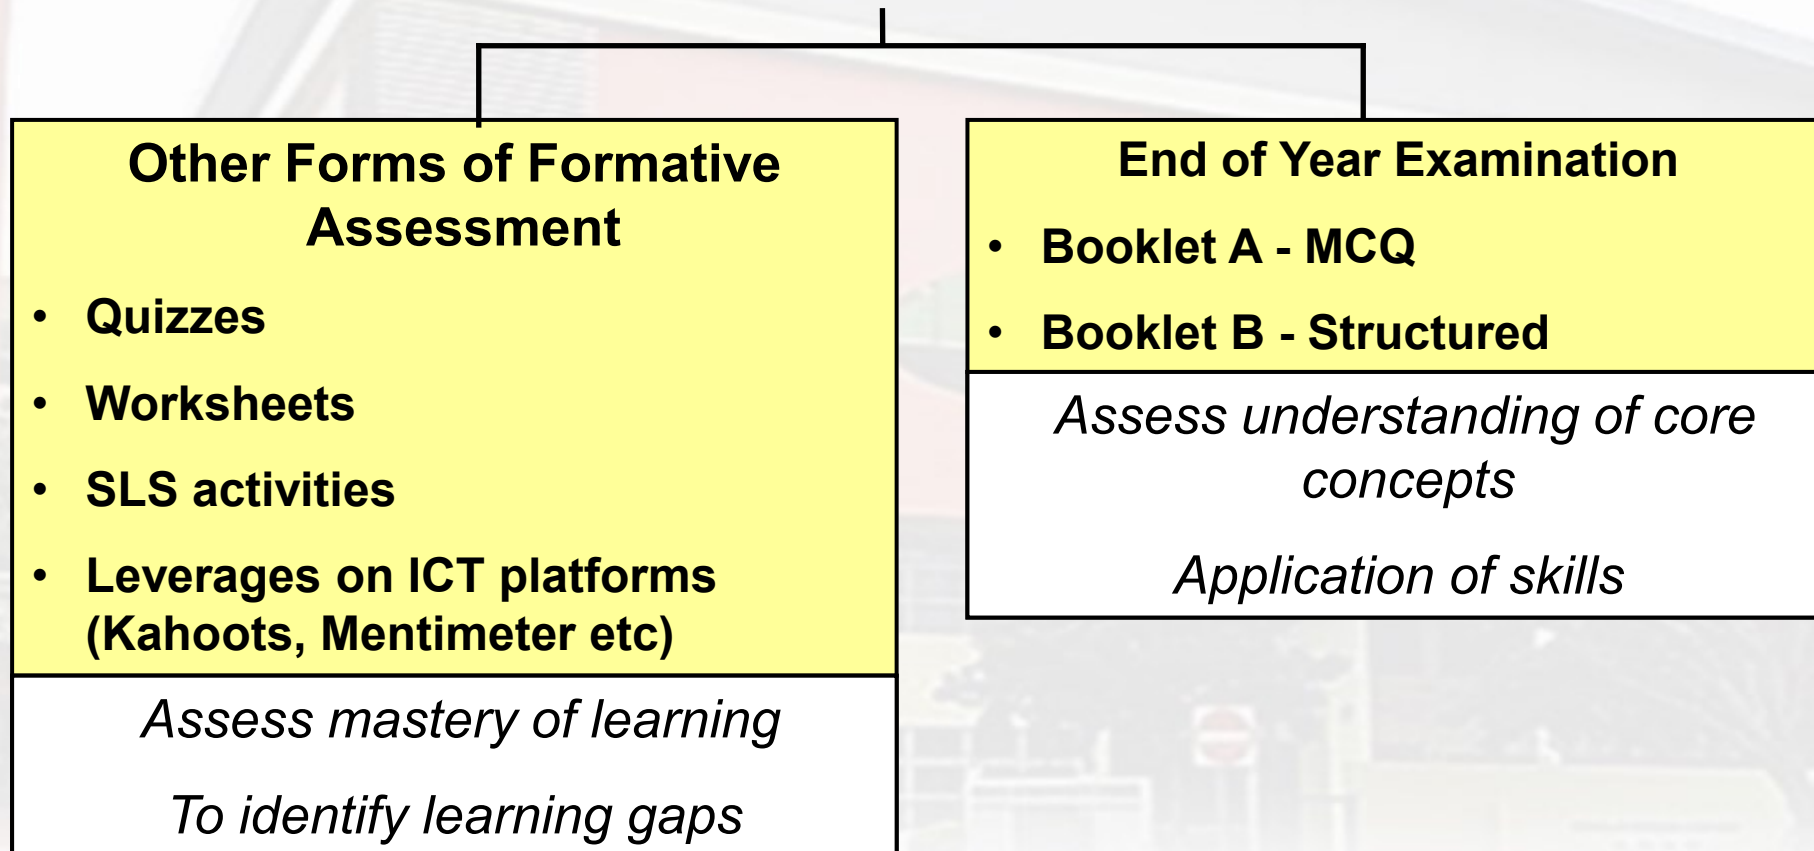 Other Forms of Formative
Assessment
• Quizzes
• Worksheets
• SLS activities
• Leverages on ICT platforms
(Kahoots, Mentimeter etc)
Assess mastery of learning
To identify learning gaps
End of Year Examination
• Booklet A - MCQ
• Booklet B - Structured
Assess understanding of core
concepts
Application of skills